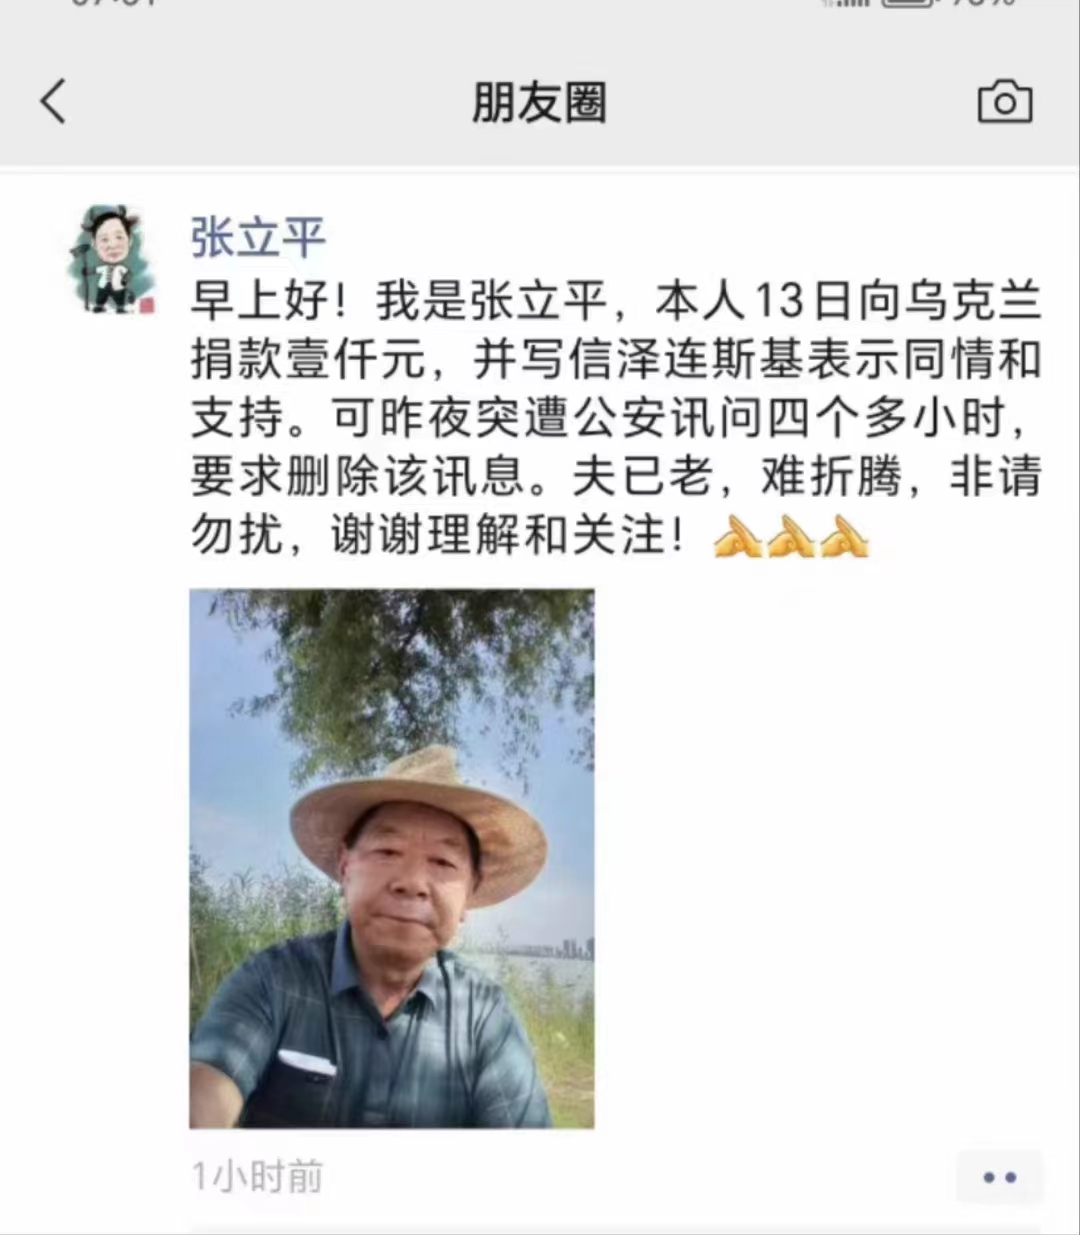 朋友圈
张立平
早上好！我是张立平，本人13日向乌克兰
捐款壹仟元，并写信泽连斯基表示同情和
支持。可昨夜突遭公安讯问四个多小时，
要求删除该讯息。夫已老，难折腾，非请
勿扰，谢谢理解和关注！
1小时前